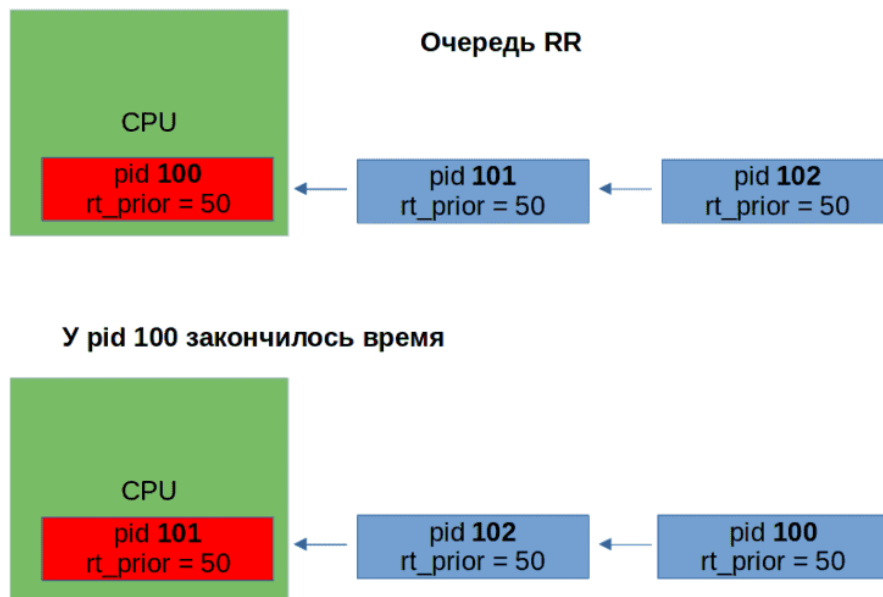 Очередь RR
CPU
pid 100
rt_prior = 50
pid 101
rt_prior = 50
pid 102
rt_prior = 50
У pid 100 закончилось время
CPU
pid 101
rt_prior = 50
pid 102
rt_prior = 50
pid 100
rt_prior = 50